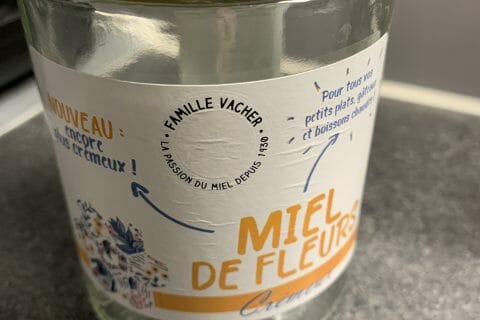 • FAMILLE VACHER •
LA PASSION DU MIEL DEPUIS 1930
NOUVEAU :
encore
plus crémeux !
Pour tous vos
petits plats, gâteaux
et boissons chaudes !
MIEL
DE FLEURS
Crémeux